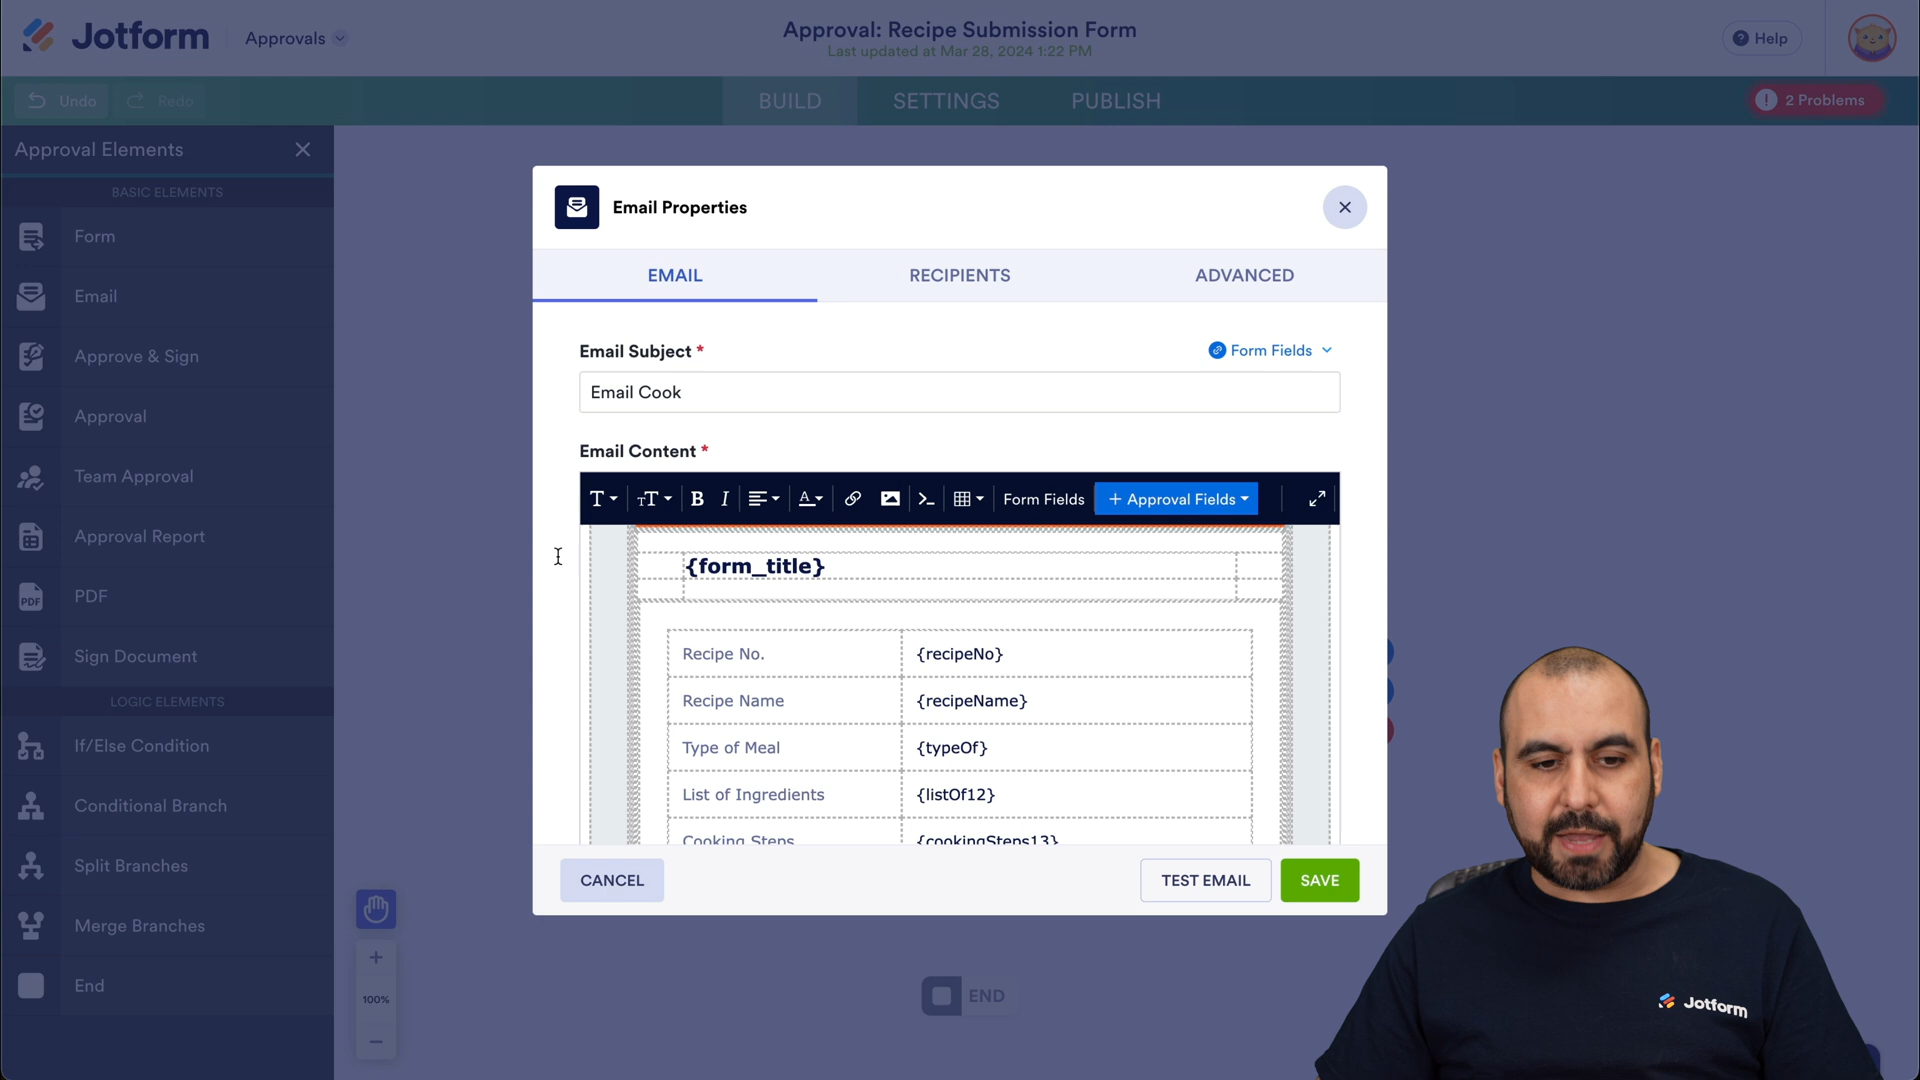 Jotform
Approvals
Approval: Recipe Submission Form
Last updated at Mar 28, 2024 1:22 PM
Help
Undo
Redo
BUILD
SETTINGS
PUBLISH
2 Problems
Approval Elements
BASIC ELEMENTS
Form
Email
Approve & Sign
Approval
Team Approval
Approval Report
PDF
PDF
Sign Document
LOGIC ELEMENTS
If/Else Condition
Conditional Branch
Split Branches
Merge Branches
End
100%
END
Email Properties
EMAIL
RECIPIENTS
ADVANCED
Email Subject *
Form Fields
Email Cook
Email Content *
Form Fields
+ Approval Fields
{form_title}
Recipe No. {recipeNo}
Recipe Name {recipeName}
Type of Meal {typeOf}
List of Ingredients {listOf12}
Cooking Steps {cookingSteps13}
CANCEL
TEST EMAIL
SAVE
Jotform